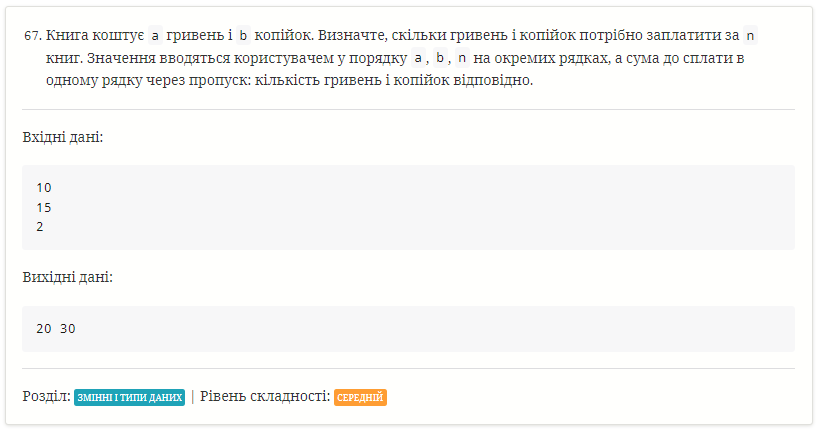 67. Книга коштує a гривень і b копійок. Визначте, скільки гривень і копійок потрібно заплатити за n
книг. Значення вводяться користувачем у порядку a, b, n на окремих рядках, а сума до сплати в
одному рядку через пропуск: кількість гривень і копійок відповідно.
Вхідні дані:
10
15
2
Вихідні дані:
20 30
Розділ: ЗМІННІ І ТИПИ ДАНИХ | Рівень складності: СЕРЕДНІЙ